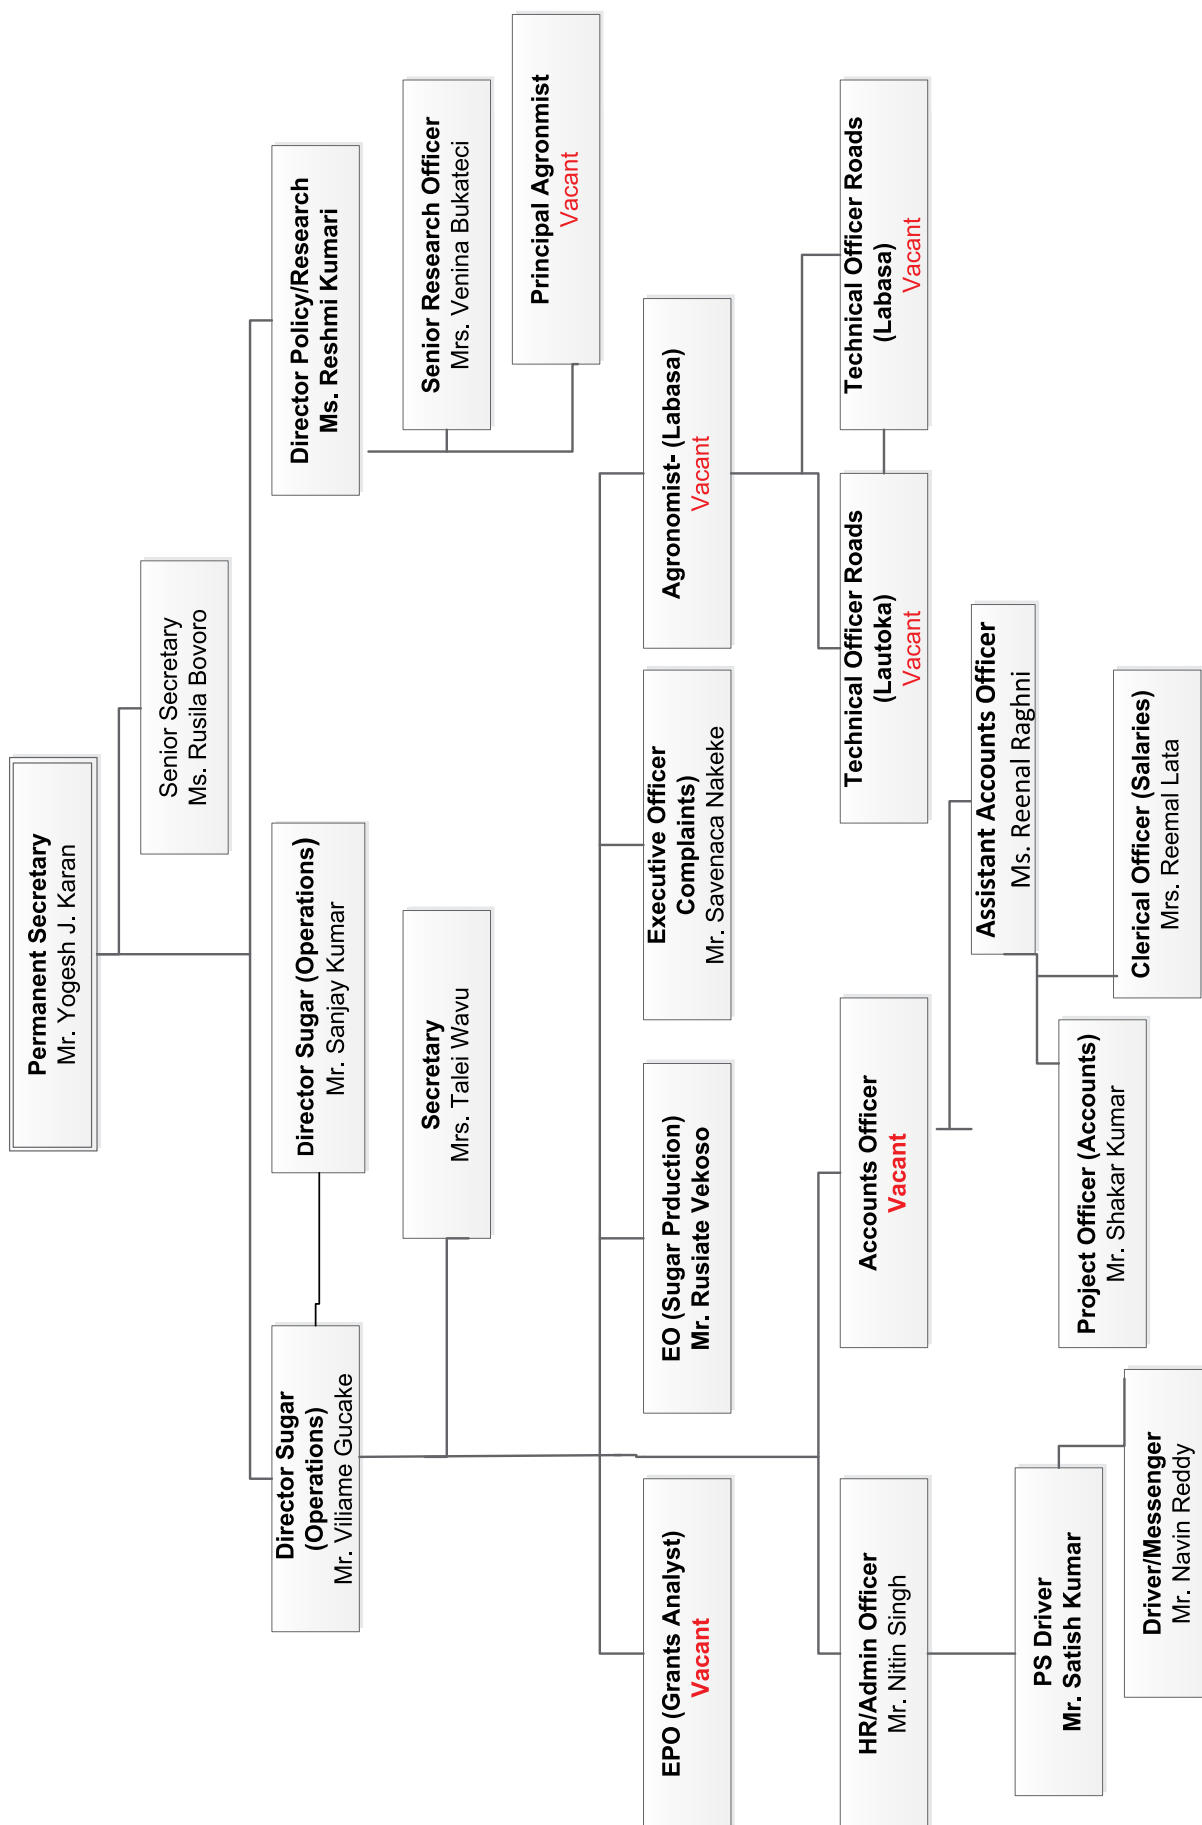 Permanent Secretary
Mr. Yogesh J. Karan
Senior Secretary
Ms. Rusila Bovoro
Director Sugar
(Operations)
Mr. Viliame Gucake
Director Sugar (Operations)
Mr. Sanjay Kumar
Director Policy/Research
Ms. Reshmi Kumari
Secretary
Mrs. Talei Wavu
Senior Research Officer
Mrs. Venina Bukateci
Principal Agronmist
Vacant
EPO (Grants Analyst)
Vacant
EO (Sugar Prduction)
Mr. Rusiate Vekoso
Executive Officer
Complaints)
Mr. Savenaca Nakeke
Agronomist- (Labasa)
Vacant
HR/Admin Officer
Mr. Nitin Singh
Accounts Officer
Vacant
Technical Officer Roads
(Lautoka)
Vacant
Technical Officer Roads
(Labasa)
Vacant
Assistant Accounts Officer
Ms. Reenal Raghni
PS Driver
Mr. Satish Kumar
Project Officer (Accounts)
Mr. Shakar Kumar
Clerical Officer (Salaries)
Mrs. Reemal Lata
Driver/Messenger
Mr. Navin Reddy